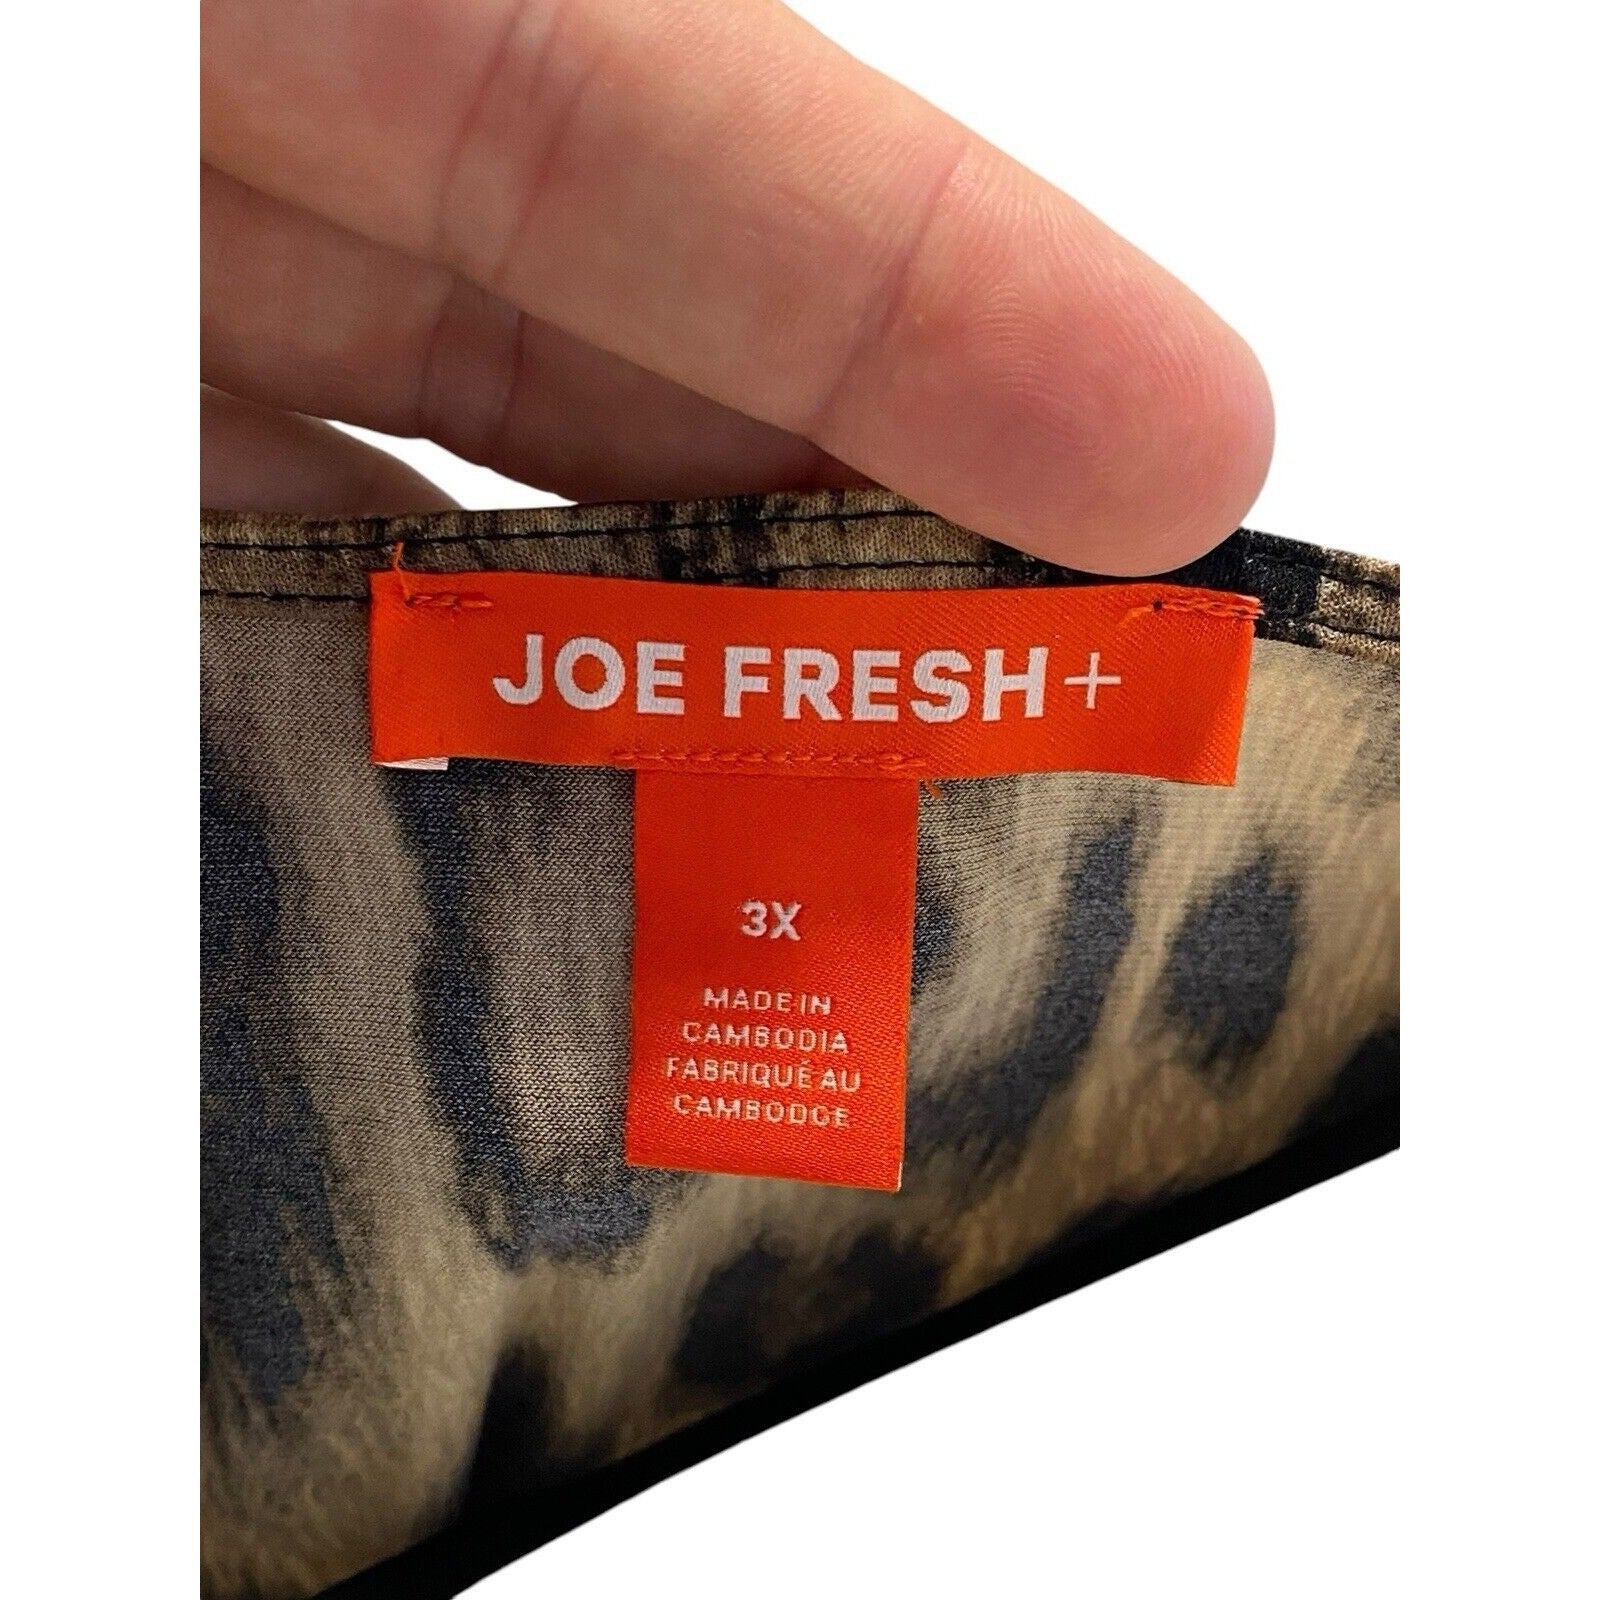 JOE FRESH+
3X
MADE IN
CAMBODIA
FABRIQUÉ AU
CAMBODGE